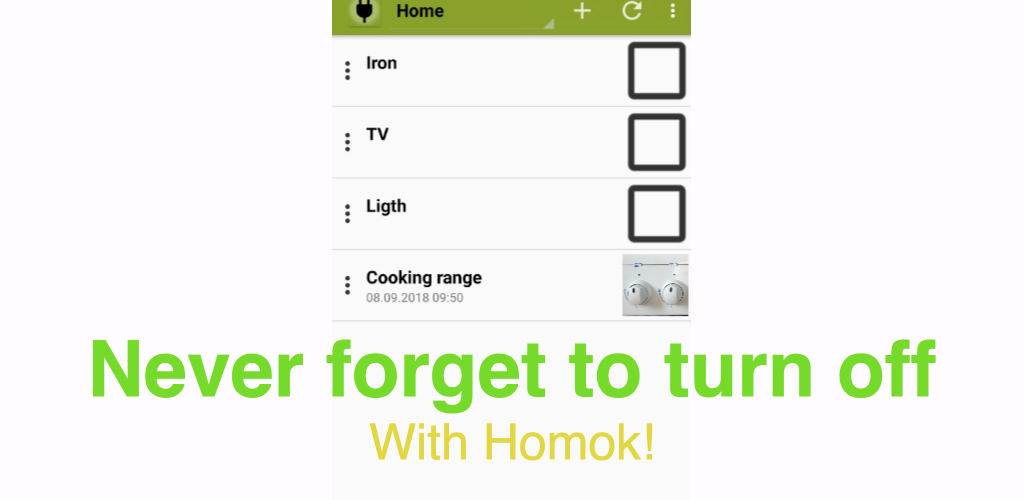 Home
Iron
TV
Ligth
Cooking range
08.09.2018 09:50
Never forget to turn off
With Homok!